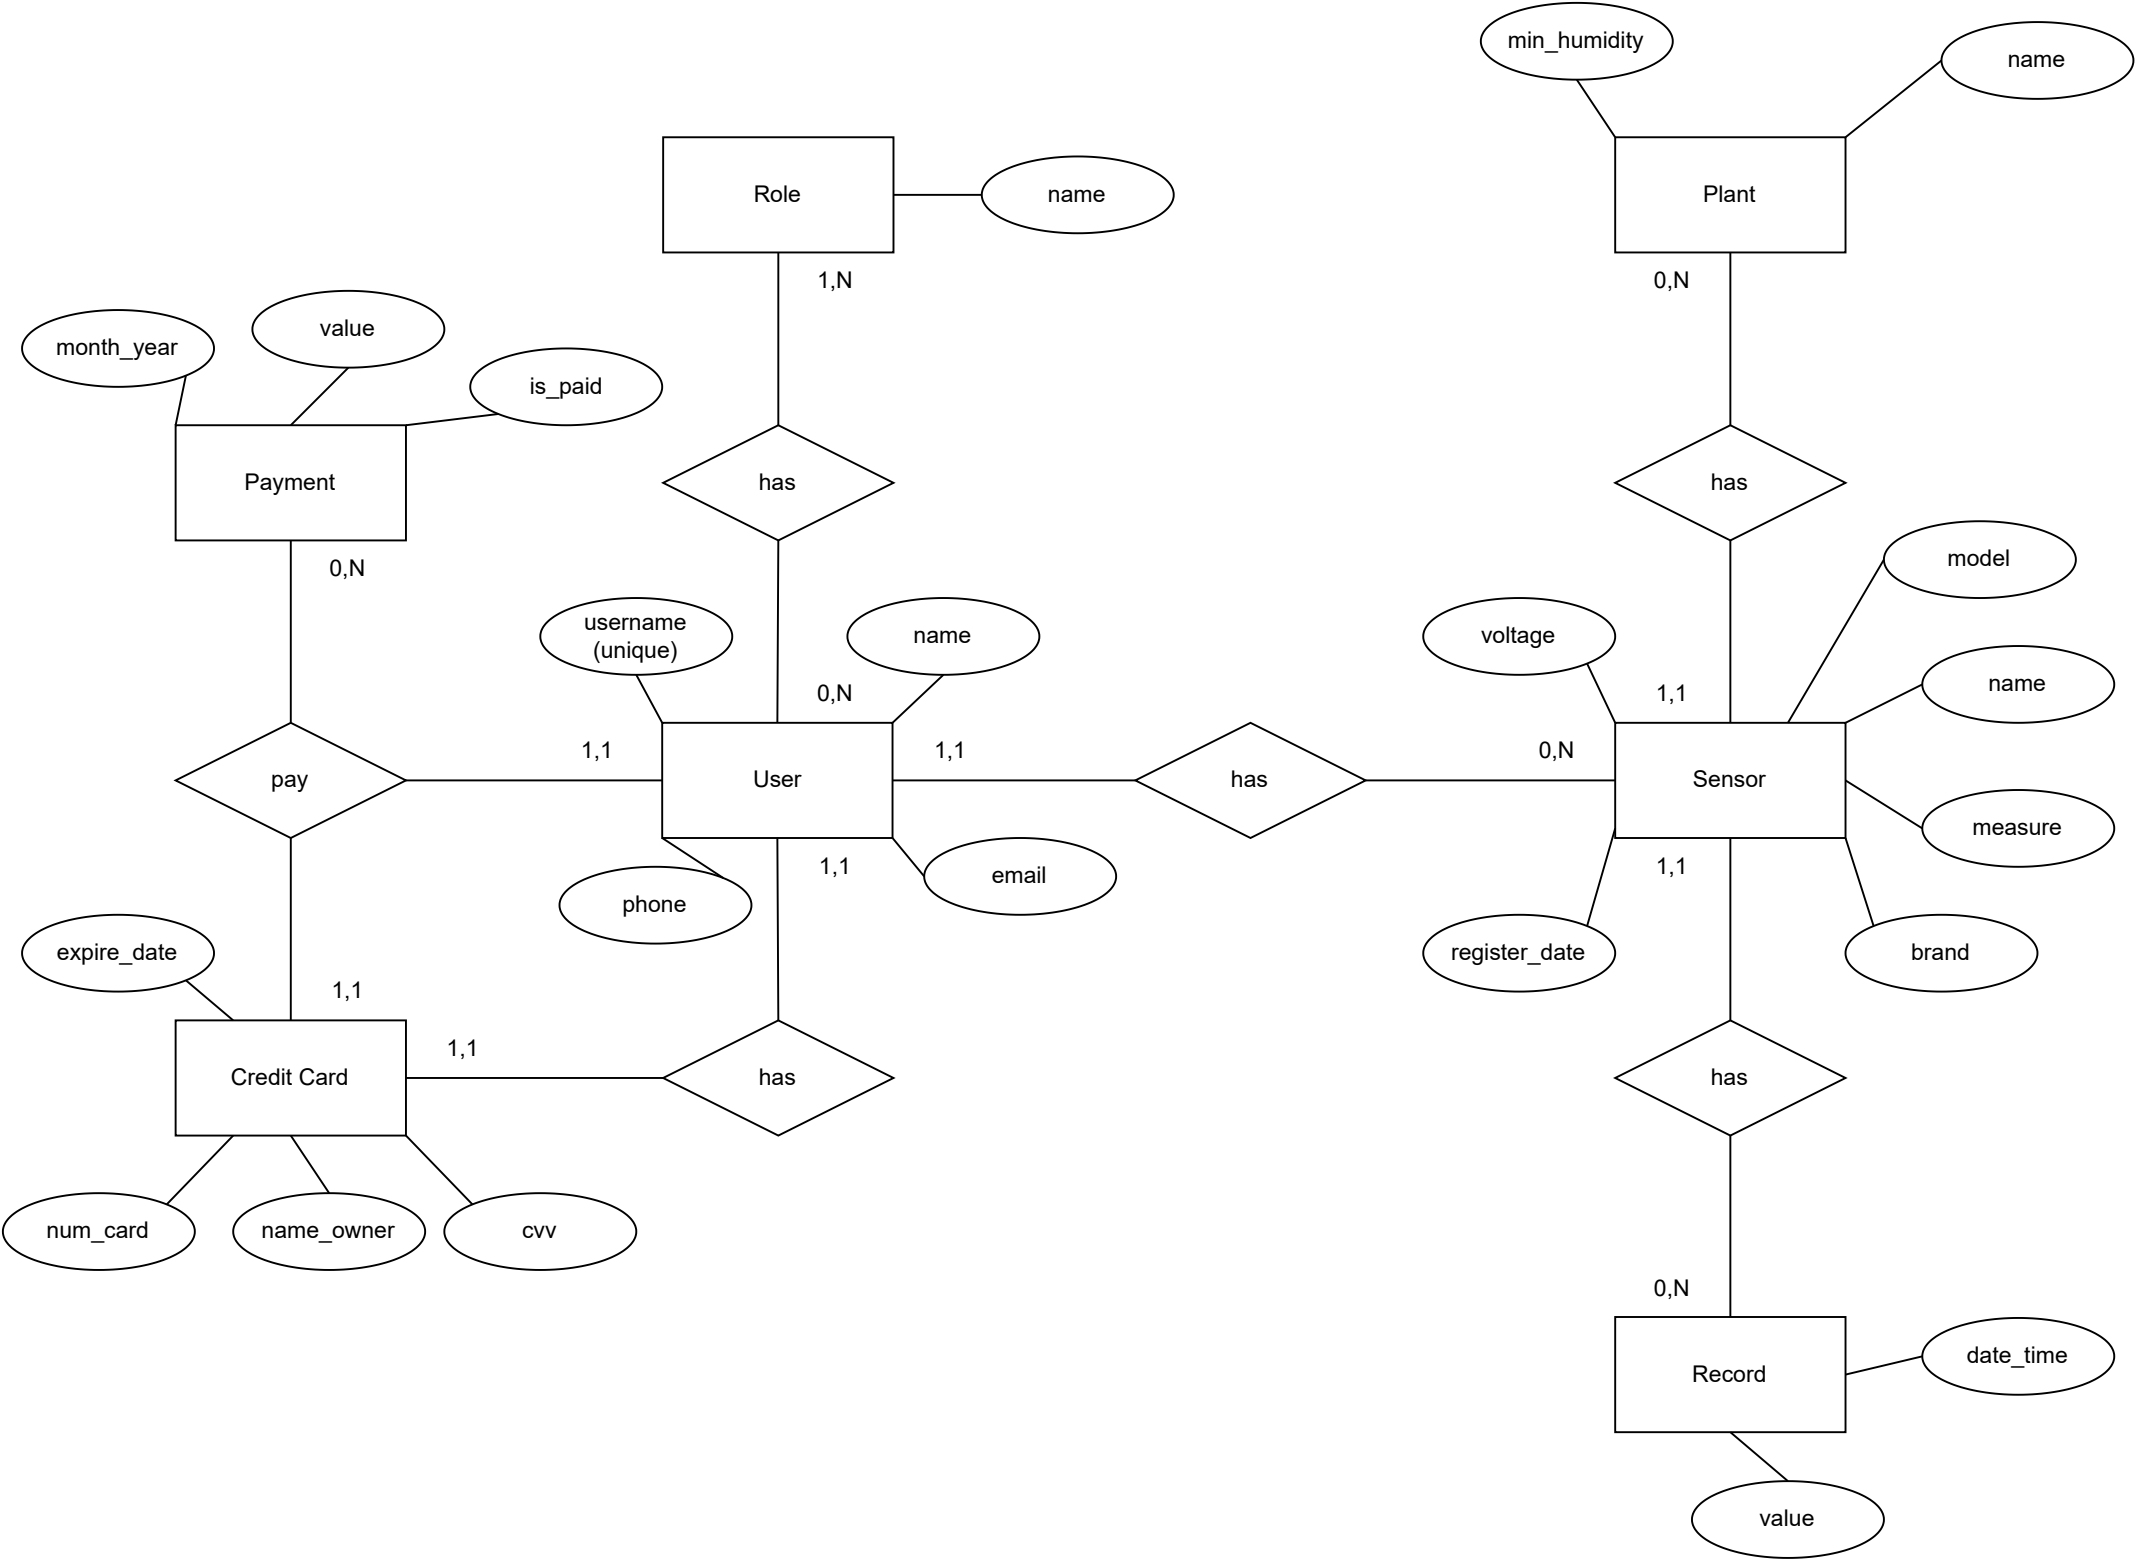 min_humidity
name
Role
name
Plant
1,N
0,N
month_year
value
is_paid
Payment
has
has
0,N
model
username
(unique)
name
voltage
name
0,N
1,1
1,1
1,1
0,N
pay
User
has
Sensor
measure
1,1
1,1
phone
email
expire_date
register_date
brand
1,1
1,1
Credit Card
has
has
num_card
name_owner
cvv
0,N
Record
date_time
value